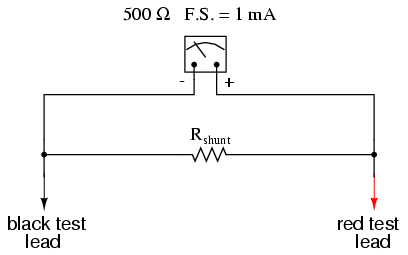 500 Ω F.S. = 1 mA
- +
Rshunt
black test
lead
red test
lead